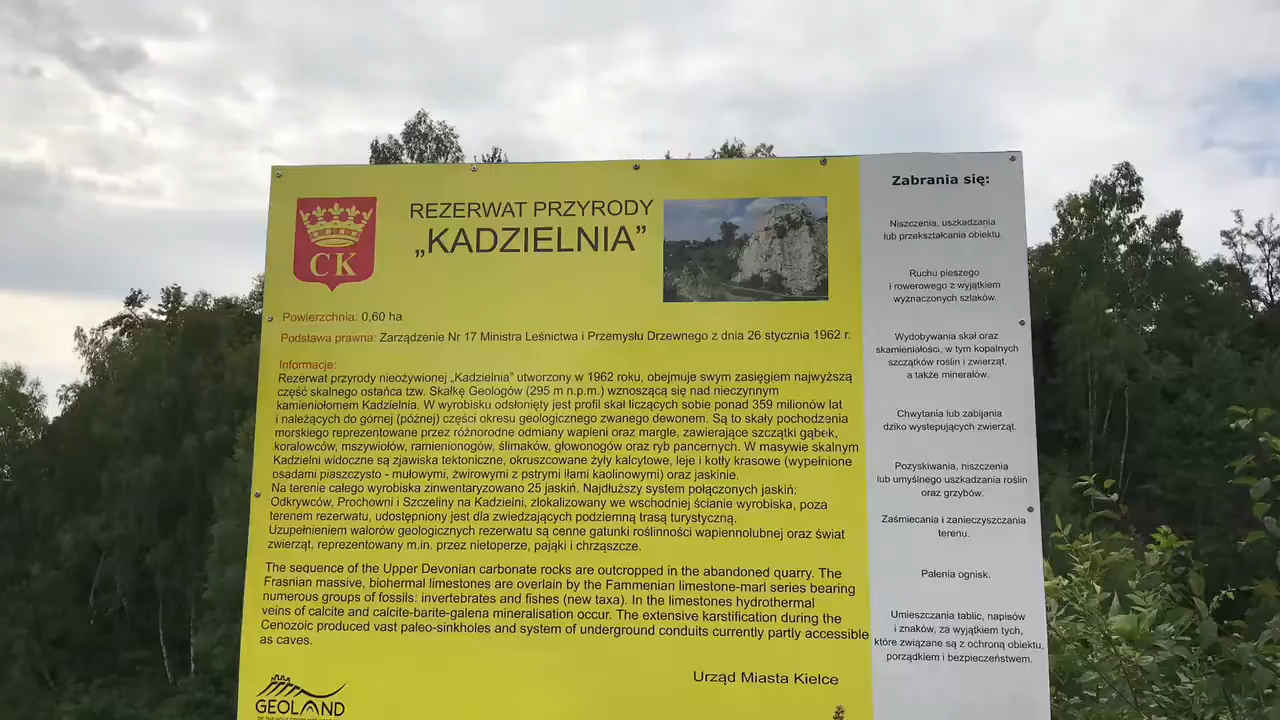 CK
REZERWAT PRZYRODY
„KADZIELNIA”
Powierzchnia: 0,60 ha
Podstawa prawna: Zarządzenie Nr 17 Ministra Leśnictwa i Przemysłu Drzewnego z dnia 26 stycznia 1962 r.
Informacje:
Rezerwat przyrody nieożywionej „Kadzielnia” utworzony w 1962 roku, obejmuje swym zasięgiem najwyższą
część skalnego ostańca tzw. Skałkę Geologów (295 m n.p.m.) wznoszącą się nad nieczynnym
kamieniołomem Kadzielnia. W wyrobisku odsłonięty jest profil skał liczących sobie ponad 359 milionów lat
i należących do górnej (późnej) części okresu geologicznego zwanego dewonem. Są to skały pochodzenia
morskiego reprezentowane przez różnorodne odmiany wapieni oraz margle, zawierające szczątki gąbek,
koralowców, mszywiołów, ramienionogów, ślimaków, głowonogów oraz ryb pancernych. W masywie skalnym
Kadzielni widoczne są zjawiska tektoniczne, okruszcowane żyły kalcytowe, leje i kotły krasowe (wypełnione
osadami piaszczysto - mułowymi, żwirowymi z pstrymi iłami kaolinowymi) oraz jaskinie.
Na terenie całego wyrobiska zinwentaryzowano 25 jaskiń. Najdłuższy system połączonych jaskiń:
Odkrywców, Prochowni i Szczeliny na Kadzielni, zlokalizowany we wschodniej ścianie wyrobiska, poza
terenem rezerwatu, udostępniony jest dla zwiedzających podziemną trasą turystyczną.
Uzupełnieniem walorów geologicznych rezerwatu są cenne gatunki roślinności wapiennolubnej oraz świat
zwierząt, reprezentowany m.in. przez nietoperze, pająki i chrząszcze.
The sequence of the Upper Devonian carbonate rocks are outcropped in the abandoned quarry. The
Frasnian massive, biohermal limestones are overlain by the Fammenian limestone-marl series bearing
numerous groups of fossils: invertebrates and fishes (new taxa). In the limestones hydrothermal
veins of calcite and calcite-barite-galena mineralisation occur. The extensive karstification during the
Cenozoic produced vast paleo-sinkholes and system of underground conduits currently partly accessible
as caves.
Urząd Miasta Kielce
GEOLAND
Zabrania się:
Niszczenia, uszkadzania
lub przekształcania obiektu.
Ruchu pieszego
i rowerowego z wyjątkiem
wyznaczonych szlaków.
Wydobywania skał oraz
skamieniałości, w tym kopalnych
szczątków roślin i zwierząt,
a także minerałów.
Chwytania lub zabijania
dziko wystepujących zwierząt.
Pozyskiwania, niszczenia
lub umyślnego uszkadzania roślin
oraz grzybów.
Zaśmiecania i zanieczyszczania
terenu.
Palenia ognisk.
Umieszczania tablic, napisów
i znaków, za wyjątkiem tych,
które związane są z ochroną obiektu,
porządkiem i bezpieczeństwem.